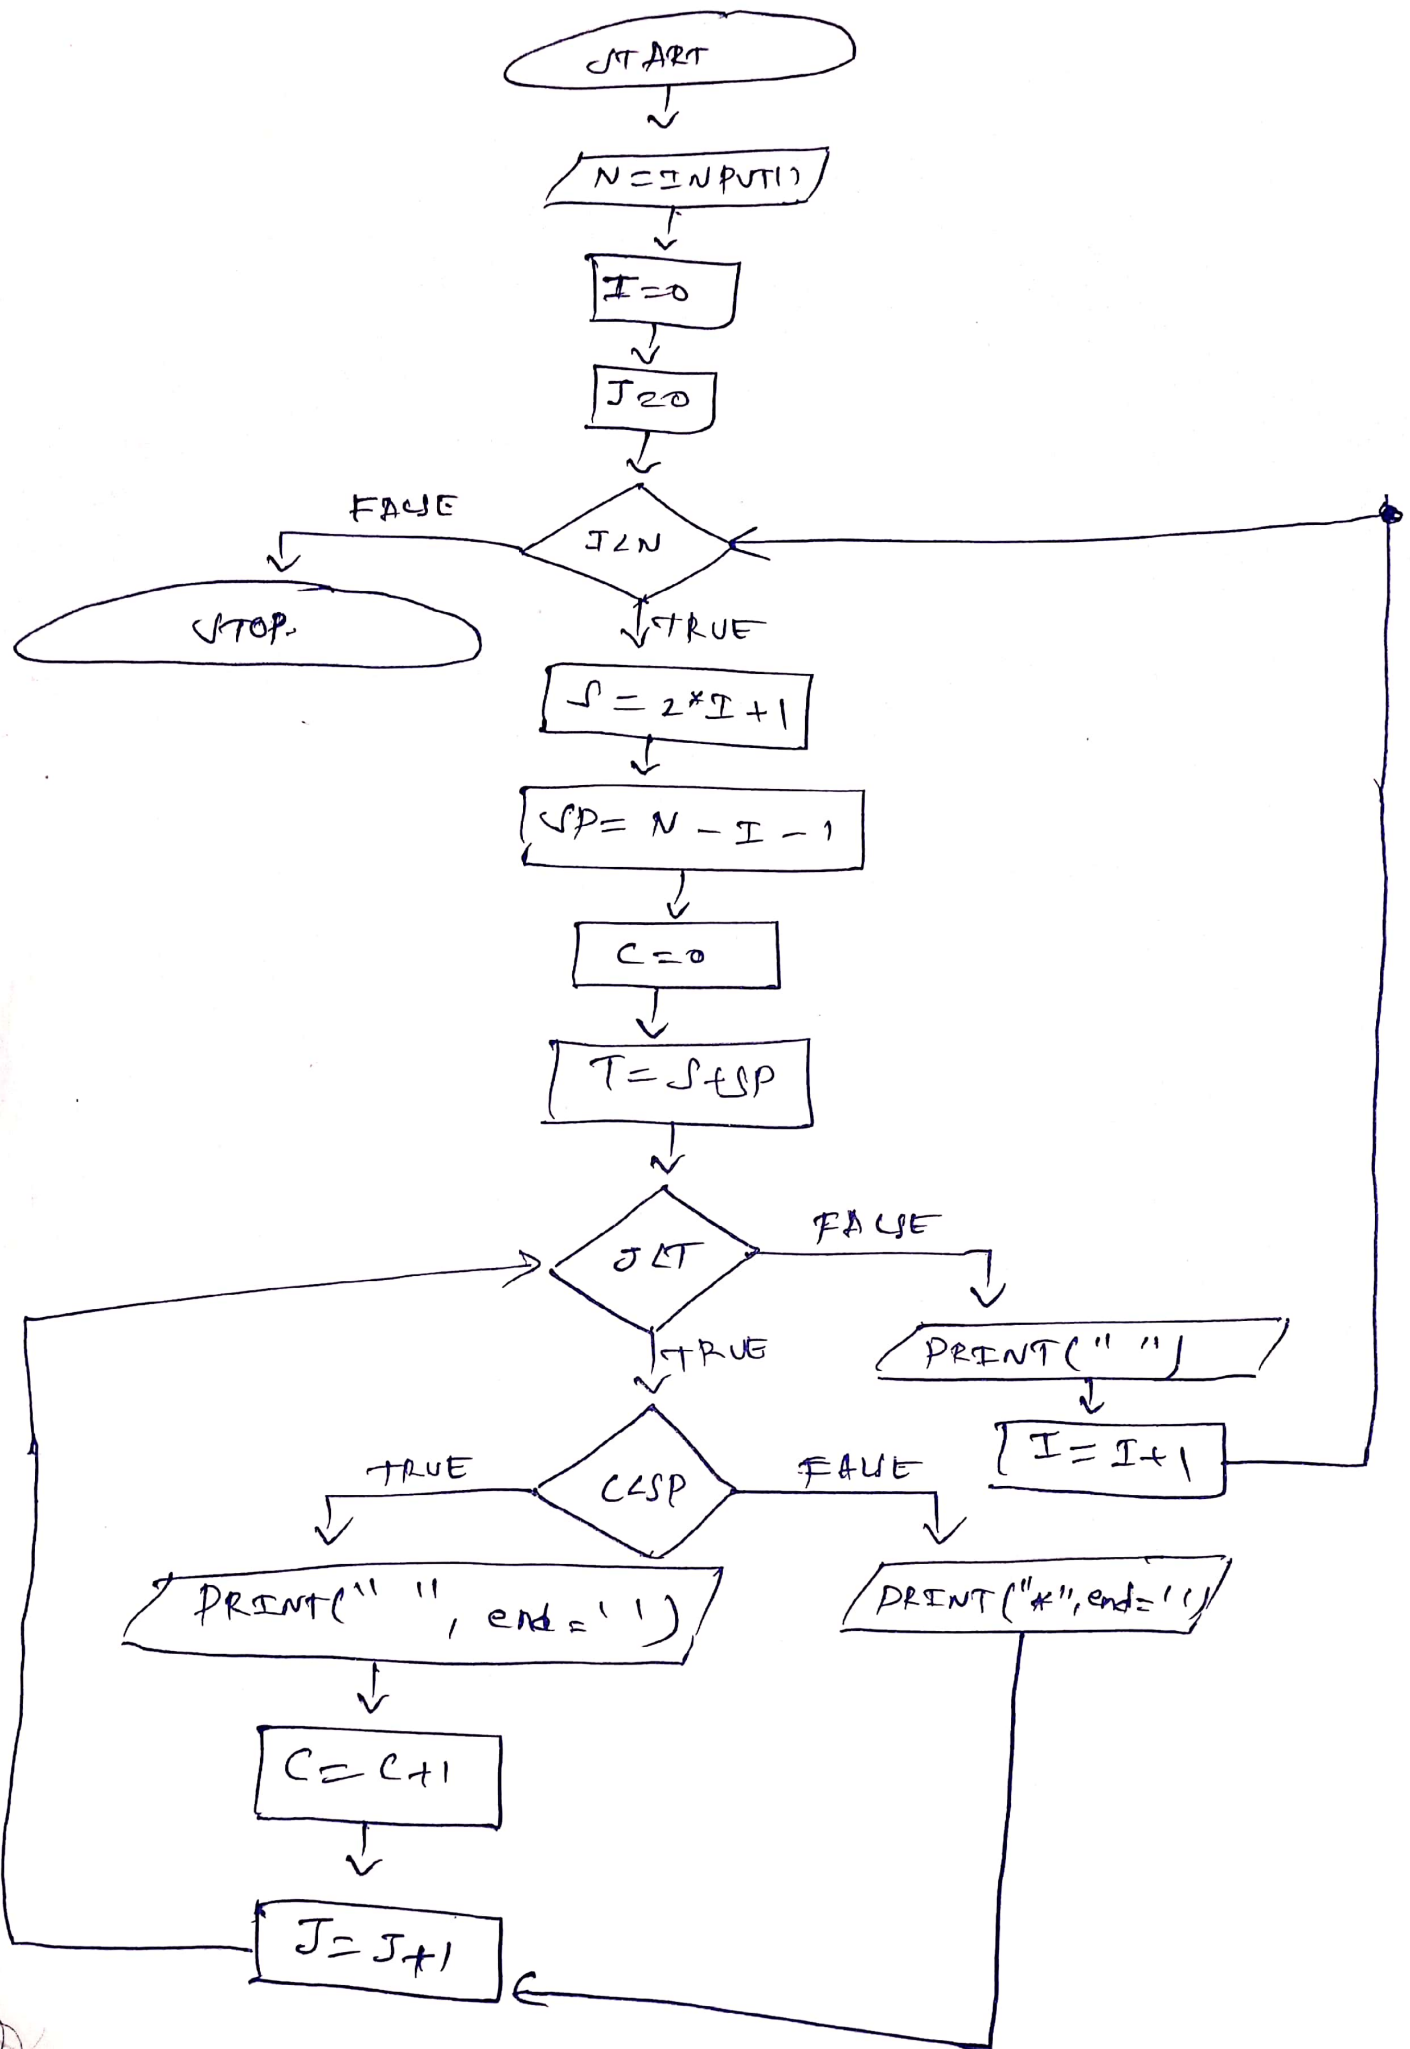 START
N=INPUT()
I=0
J=0
I<N
FALSE
STOP.
TRUE
S=2*I+1
SP=N-I-1
C=0
T=S+SP
J<T
FALSE
TRUE
PRINT(" ")
I=I+1
C<SP
TRUE
FALSE
PRINT(" ", end='')
PRINT("*", end='')
C=C+1
J=J+1